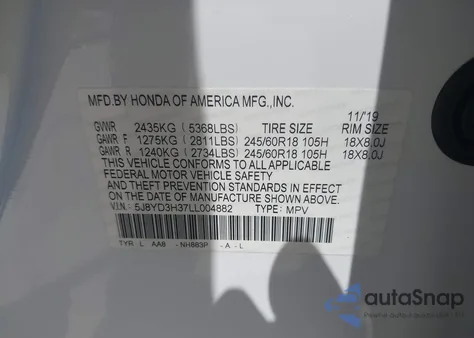 MFD.BY HONDA OF AMERICA MFG.,INC.
11/19
GVWR 2435KG ( 5368LBS) TIRE SIZE RIM SIZE
GAWR F 1275KG ( 2811LBS) 245/60R18 105H 18X8.0J
GAWR R 1240KG ( 2734LBS) 245/60R18 105H 18X8.0J
THIS VEHICLE CONFORMS TO ALL APPLICABLE
FEDERAL MOTOR VEHICLE SAFETY
AND THEFT PREVENTION STANDARDS IN EFFECT
ON THE DATE OF MANUFACTURE SHOWN ABOVE.
V.I.N.: 5J8YD3H37LL004882 TYPE: MPV
TYR- L AA8 -NH883P - A - L
autoSnap